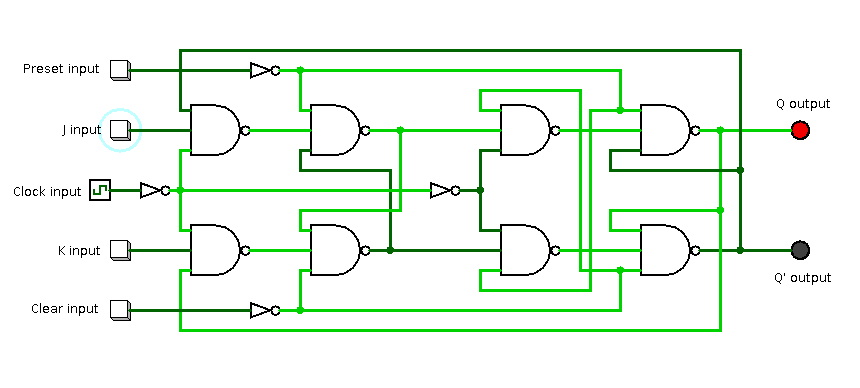 Preset input
Q output
J input
Clock input
K input
Q' output
Clear input